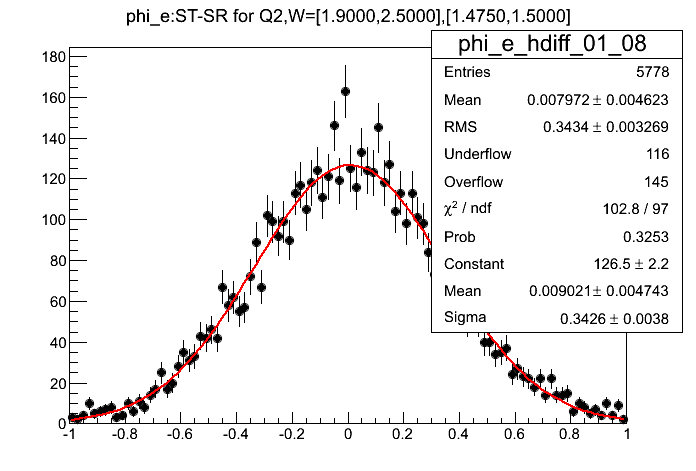 phi_e:ST-SR for Q2,W=[1.9000,2.5000],[1.4750,1.5000]
phi_e_hdiff_01_08
Entries 5778
Mean 0.007972 ± 0.004623
RMS 0.3434 ± 0.003269
Underflow 116
Overflow 145
χ² / ndf 102.8 / 97
Prob 0.3253
Constant 126.5 ± 2.2
Mean 0.009021 ± 0.004743
Sigma 0.3426 ± 0.0038
180
160
140
120
100
80
60
40
20
0
-1 -0.8 -0.6 -0.4 -0.2 0 0.2 0.4 0.6 0.8 1